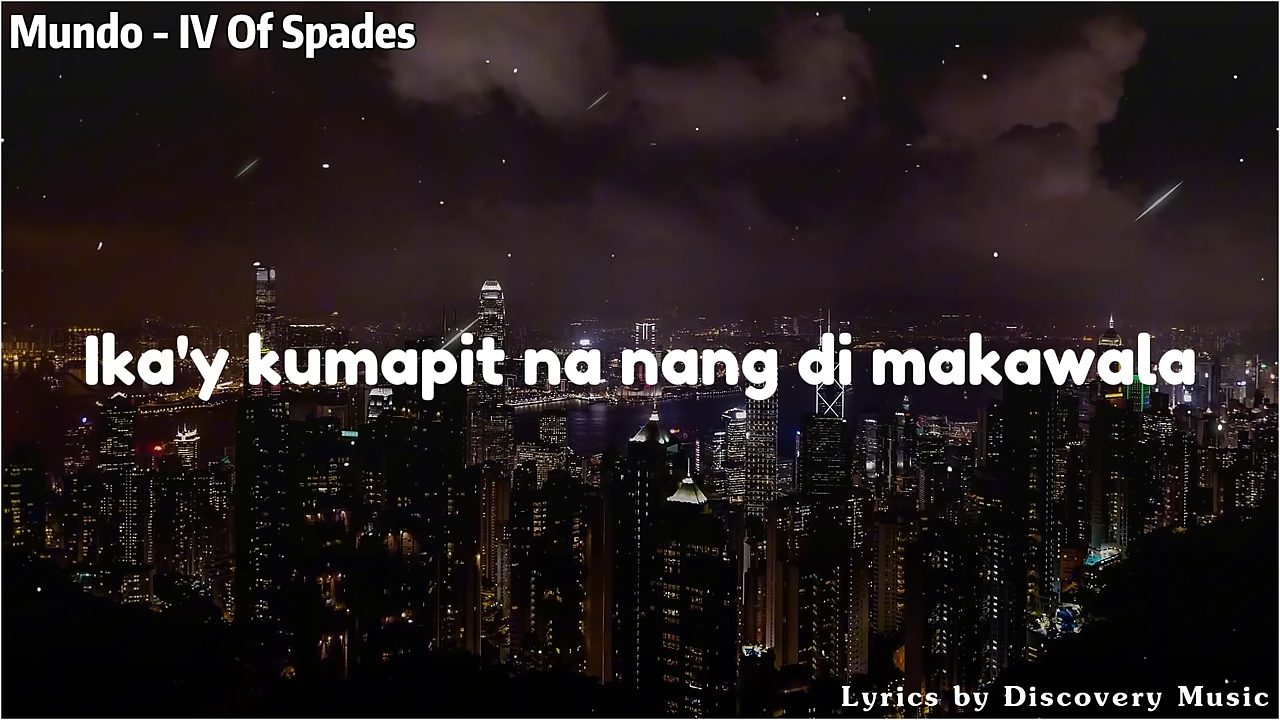 Mundo - IV Of Spades
Ika'y kumapit na nang di makawala
Lyrics by Discovery Music